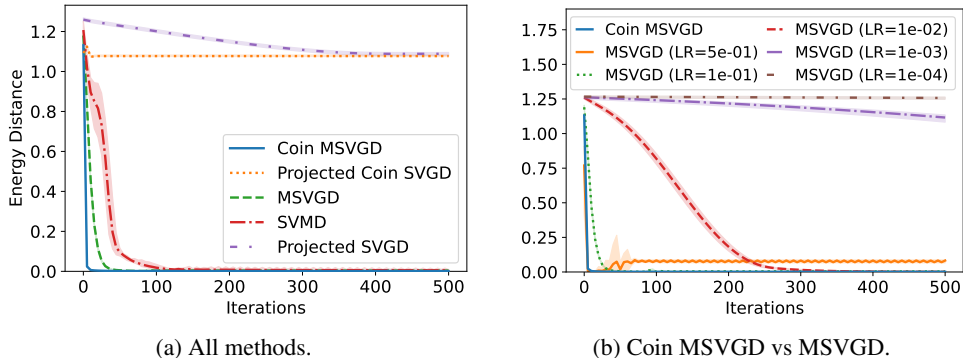 1.2
1.0
0.8
0.6
0.4
0.2
0.0
Energy Distance
0
100
200
300
400
500
Iterations
Coin MSVGD
Projected Coin SVGD
MSVGD
SVMD
Projected SVGD
(a) All methods.
1.75
1.50
1.25
1.00
0.75
0.50
0.25
0.00
0
100
200
300
400
500
Iterations
Coin MSVGD
MSVGD (LR=5e-01)
MSVGD (LR=1e-01)
MSVGD (LR=1e-02)
MSVGD (LR=1e-03)
MSVGD (LR=1e-04)
(b) Coin MSVGD vs MSVGD.